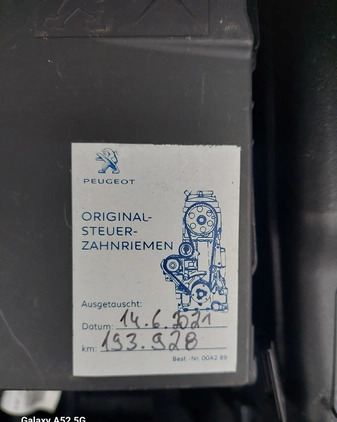 PEUGEOT
ORIGINAL-
STEUER-
ZAHNRIEMEN
Ausgetauscht:
Datum: 14.6.2021
km: 193.928
Best.-Nr. 00A2 89
Galaxy A52 5G